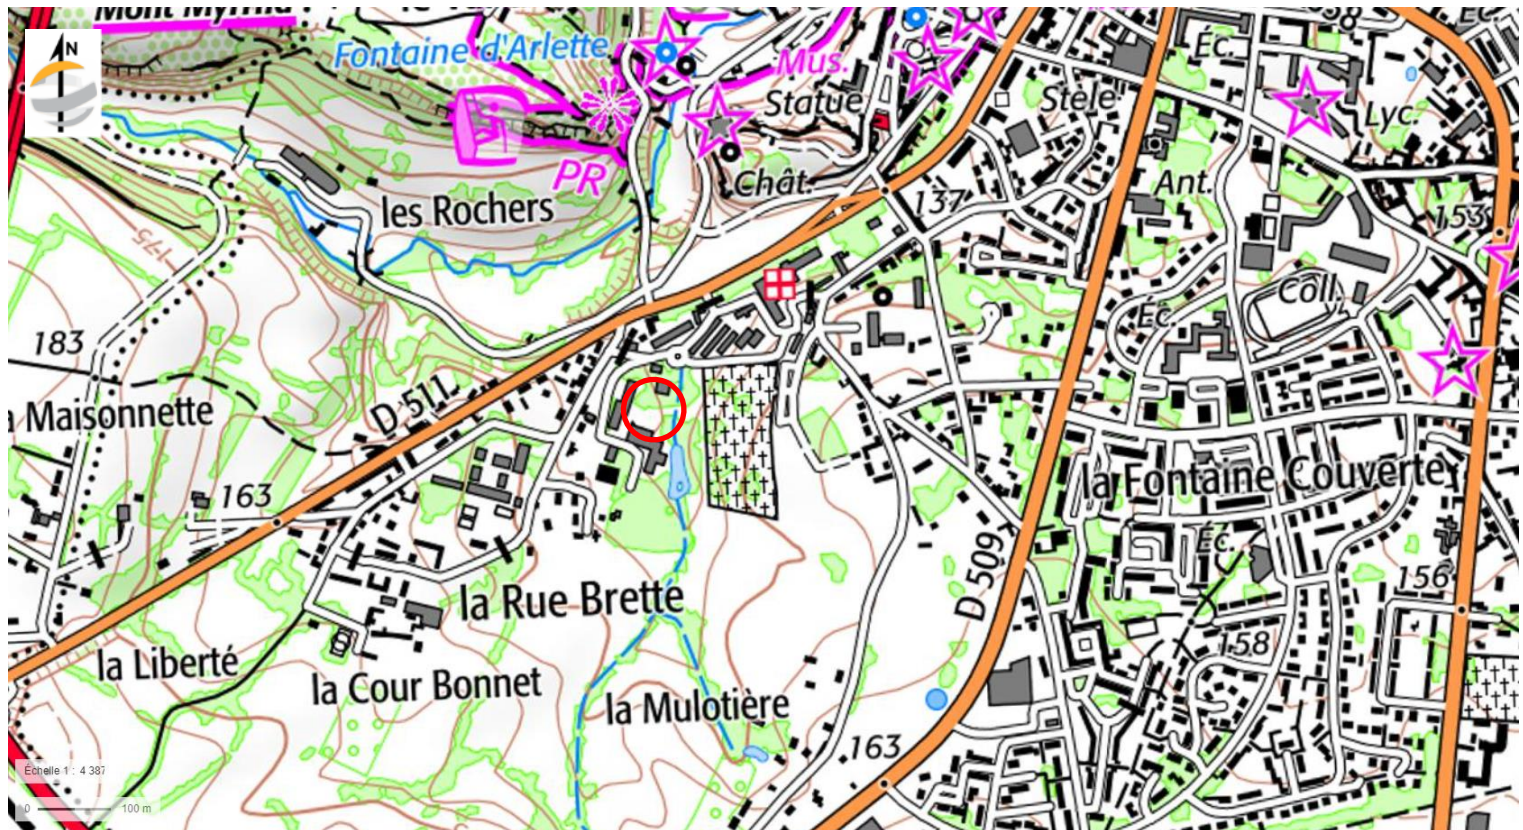 Mont Myrrha
N
Fontaine d'Arlette
Mus.
Éc.
Statue
Stèle
Lyc.
PR
Chât.
Ant.
les Rochers
137
153
175
Coll.
183
Éc.
D 511
a Maisonnette
163
la Fontaine Couverte
Éc.
D 509
156
la Rue Brette
158
la Liberté
la Cour Bonnet
la Mulotière
163
Échelle 1 : 4 387
0 100 m